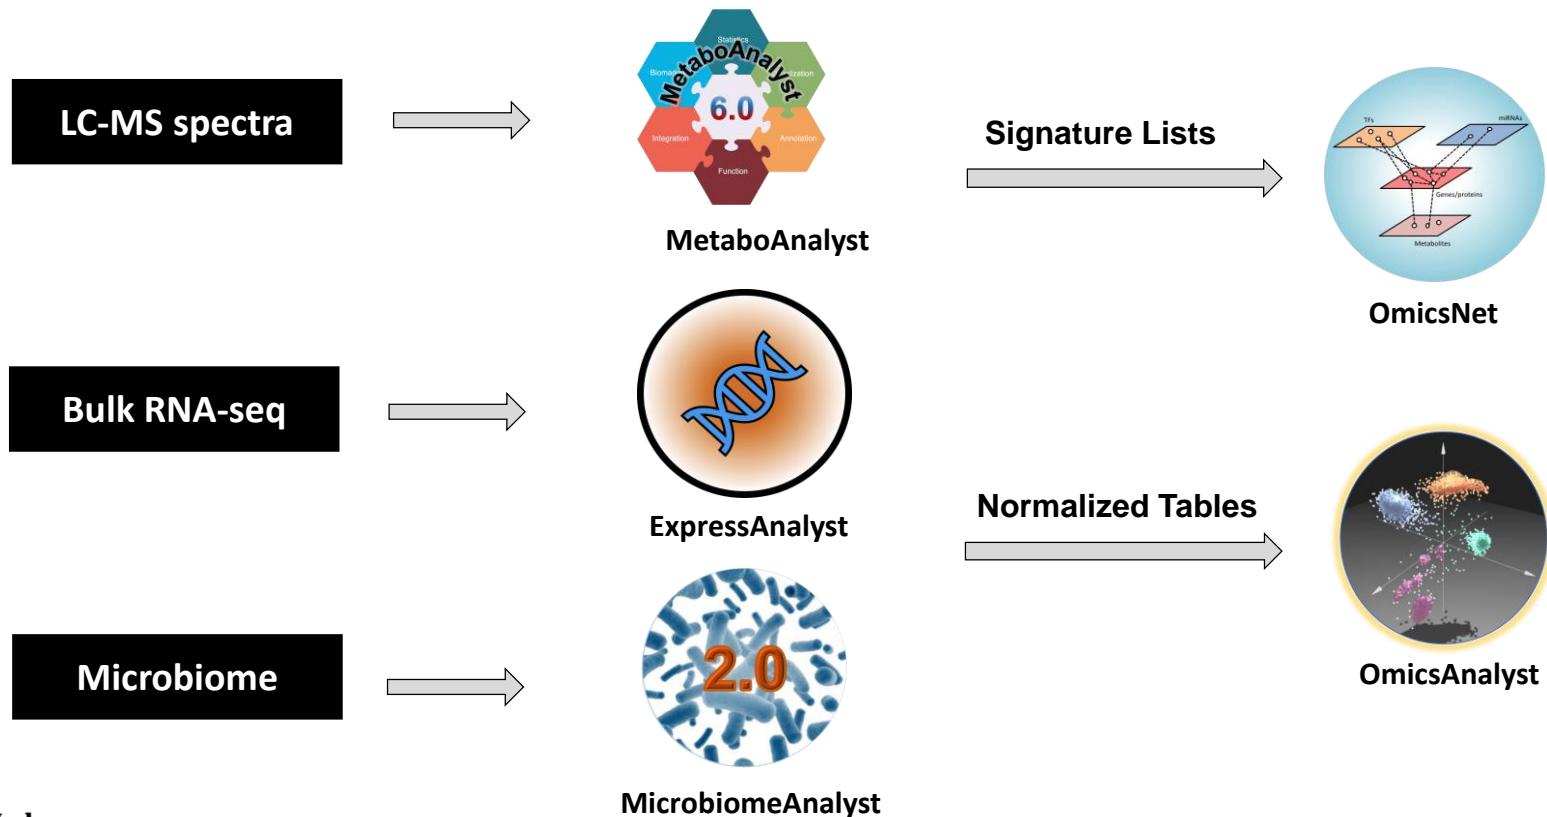 LC-MS spectra
Statistics
MetaboAnalyst
6.0
Integration
Annotation
Function
MetaboAnalyst
Signature Lists
TFs
miRNAs
Genes/proteins
Metabolites
OmicsNet
Bulk RNA-seq
ExpressAnalyst
Normalized Tables
OmicsAnalyst
Microbiome
2.0
MicrobiomeAnalyst